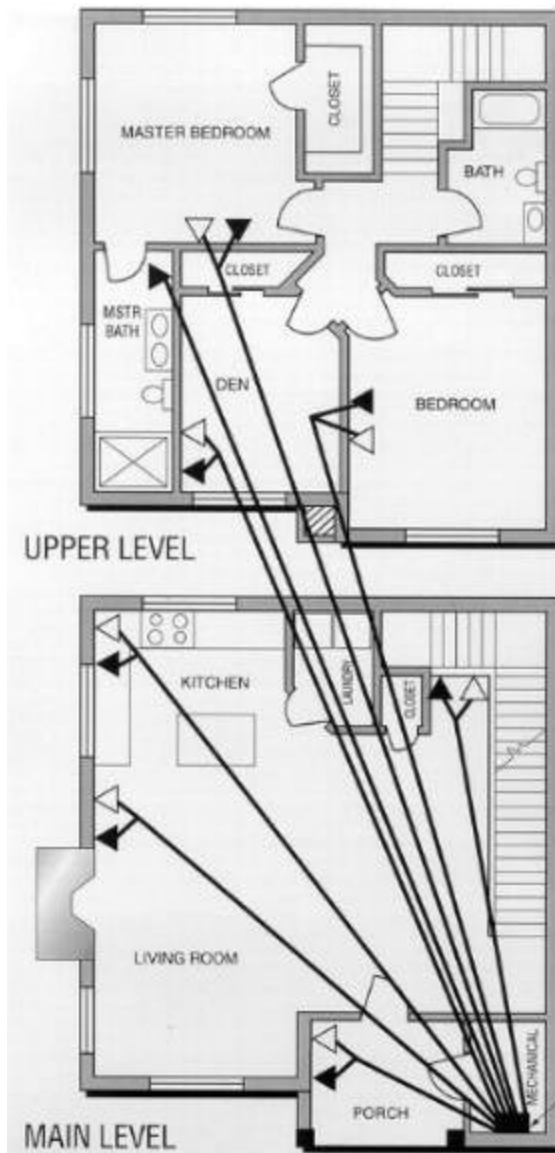 CLOSET
MASTER BEDROOM
BATH
CLOSET
CLOSET
MSTR
BATH
DEN
BEDROOM
UPPER LEVEL
KITCHEN
LAUNDRY
CLOSET
LIVING ROOM
MECHANICAL
PORCH
MAIN LEVEL